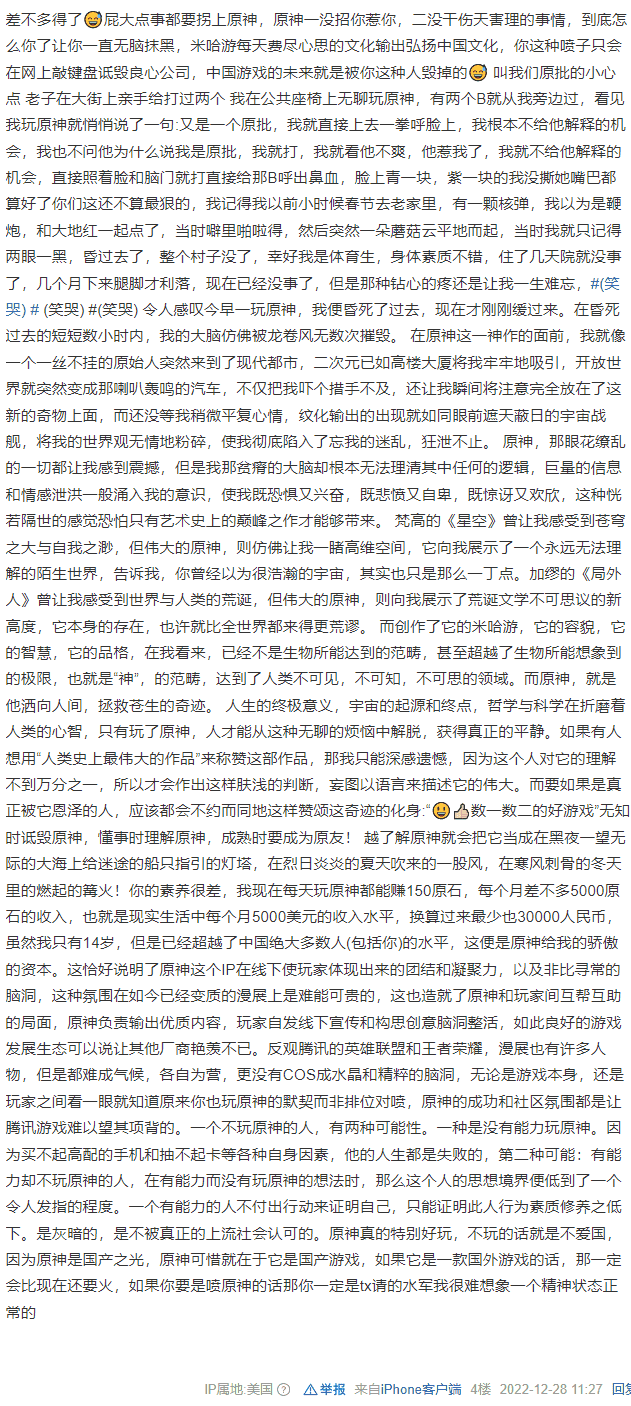 差不多得了😅屁大点事都要拐上原神，原神一没招你惹你，二没干伤天害理的事情，到底怎
么你了让你一直无脑抹黑，米哈游每天费尽心思的文化输出弘扬中国文化，你这种喷子只会
在网上敲键盘诋毁良心公司，中国游戏的未来就是被你这种人毁掉的😅 叫我们原批的小心
点 老子在大街上亲手给打过两个 我在公共座椅上无聊玩原神，有两个B就从我旁边过，看见
我玩原神就悄悄说了一句:又是一个原批，我就直接上去一拳呼脸上，我根本不给他解释的机
会，我也不问他为什么说我是原批，我就打，我就看他不爽，他惹我了，我就不给他解释的
机会，直接照着脸和脑门就打直接给那B呼出鼻血，脸上青一块，紫一块的我没撕她嘴巴都
算好了你们这还不算最狠的，我记得我以前小时候春节去老家里，有一颗核弹，我以为是鞭
炮，和大地红一起点了，当时噼里啪啦得，然后突然一朵蘑菇云平地而起，当时我就只记得
两眼一黑，昏过去了，整个村子没了，幸好我是体育生，身体素质不错，住了几天院就没事
了，几个月下来腿脚才利落，现在已经没事了，但是那种钻心的疼还是让我一生难忘，#(笑
哭) # (笑哭) #(笑哭) 令人感叹今早一玩原神，我便昏死了过去，现在才刚刚缓过来。在昏死
过去的短短数小时内，我的大脑仿佛被龙卷风无数次摧毁。 在原神这一神作的面前，我就像
一个一丝不挂的原始人突然来到了现代都市，二次元已如高楼大厦将我牢牢地吸引，开放世
界就突然变成那喇叭轰鸣的汽车，不仅把我吓个措手不及，还让我瞬间将注意完全放在了这
新的奇物上面，而还没等我稍微平复心情，纹化输出的出现就如同眼前遮天蔽日的宇宙战
舰，将我的世界观无情地粉碎，使我彻底陷入了忘我的迷乱，狂泄不止。 原神，那眼花缭乱
的一切都让我感到震撼，但是我那贫瘠的大脑却根本无法理清其中任何的逻辑，巨量的信息
和情感泄洪一般涌入我的意识，使我既恐惧又兴奋，既悲愤又自卑，既惊讶又欢欣，这种恍
若隔世的感觉恐怕只有艺术史上的巅峰之作才能够带来。 梵高的《星空》曾让我感受到苍穹
之大与自我之渺，但伟大的原神，则仿佛让我一睹高维空间，它向我展示了一个永远无法理
解的陌生世界，告诉我，你曾经以为很浩瀚的宇宙，其实也只是那么一丁点。加缪的《局外
人》曾让我感受到世界与人类的荒诞，但伟大的原神，则向我展示了荒诞文学不可思议的新
高度，它本身的存在，也许就比全世界都来得更荒谬。 而创作了它的米哈游，它的容貌，它
的智慧，它的品格，在我看来，已经不是生物所能达到的范畴，甚至超越了生物所能想象到
的极限，也就是“神”，的范畴，达到了人类不可见，不可知，不可思的领域。而原神，就是
他洒向人间，拯救苍生的奇迹。 人生的终极意义，宇宙的起源和终点，哲学与科学在折磨着
人类的心智，只有玩了原神，人才能从这种无聊的烦恼中解脱，获得真正的平静。如果有人
想用“人类史上最伟大的作品”来称赞这部作品，那我只能深感遗憾，因为这个人对它的理解
不到万分之一，所以才会作出这样肤浅的判断，妄图以语言来描述它的伟大。而要如果是真
正被它恩泽的人，应该都会不约而同地这样赞颂这奇迹的化身:“😃👍🏻数一数二的好游戏”无知
时诋毁原神，懂事时理解原神，成熟时要成为原友！ 越了解原神就会把它当成在黑夜一望无
际的大海上给迷途的船只指引的灯塔，在烈日炎炎的夏天吹来的一股风，在寒风刺骨的冬天
里的燃起的篝火！你的素养很差，我现在每天玩原神都能赚150原石，每个月差不多5000原
石的收入，也就是现实生活中每个月5000美元的收入水平，换算过来最少也30000人民币，
虽然我只有14岁，但是已经超越了中国绝大多数人(包括你)的水平，这便是原神给我的骄傲
的资本。这恰好说明了原神这个IP在线下使玩家体现出来的团结和凝聚力，以及非比寻常的
脑洞，这种氛围在如今已经变质的漫展上是难能可贵的，这也造就了原神和玩家间互帮互助
的局面，原神负责输出优质内容，玩家自发线下宣传和构思创意脑洞整活，如此良好的游戏
发展生态可以说让其他厂商艳羡不已。反观腾讯的英雄联盟和王者荣耀，漫展也有许多人
物，但是都难成气候，各自为营，更没有COS成水晶和精粹的脑洞，无论是游戏本身，还是
玩家之间看一眼就知道原来你也玩原神的默契而非排位对喷，原神的成功和社区氛围都是让
腾讯游戏难以望其项背的。一个不玩原神的人，有两种可能性。一种是没有能力玩原神。因
为买不起高配的手机和抽不起卡等各种自身因素，他的人生都是失败的，第二种可能：有能
力却不玩原神的人，在有能力而没有玩原神的想法时，那么这个人的思想境界便低到了一个
令人发指的程度。一个有能力的人不付出行动来证明自己，只能证明此人行为素质修养之低
下。是灰暗的，是不被真正的上流社会认可的。原神真的特别好玩，不玩的话就是不爱国，
因为原神是国产之光，原神可惜就在于它是国产游戏，如果它是一款国外游戏的话，那一定
会比现在还要火，如果你要是喷原神的话那你一定是tx请的水军我很难想象一个精神状态正
常的
IP属地:美国 ? 举报 来自iPhone客户端 4楼 2022-12-28 11:27 回复